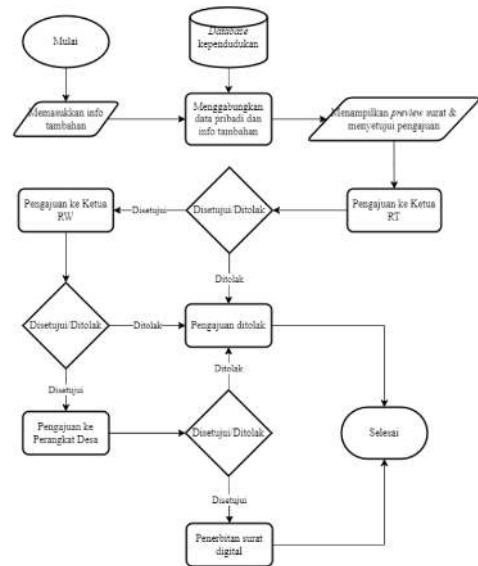 Mulai
Database
kependudukan
Memasukkan info
tambahan
Menggabungkan
data pribadi dan
info tambahan
Menampilkan preview surat &
menyetujui pengajuan
Pengajuan ke Ketua
RW
Disetujui
Disetujui/Ditolak
Pengajuan ke Ketua
RT
Ditolak
Disetujui/Ditolak
Ditolak
Pengajuan ditolak
Disetujui
Ditolak
Pengajuan ke
Perangkat Desa
Disetujui/Ditolak
Selesai
Disetujui
Penerbitan surat
digital